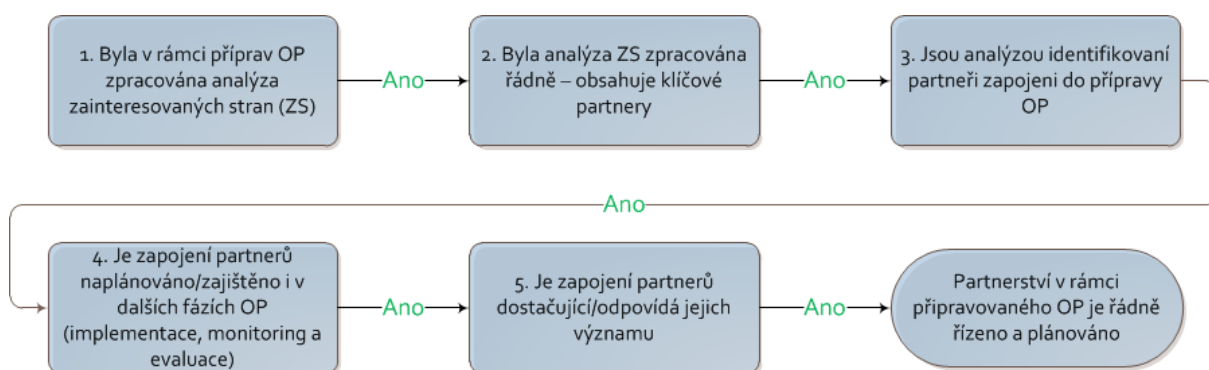 1. Byla v rámci příprav OP
zpracována analýza
zainteresovaných stran (ZS)
Ano
2. Byla analýza ZS zpracována
řádně – obsahuje klíčové
partnery
Ano
3. Jsou analýzou identifikovaní
partneři zapojeni do přípravy
OP
Ano
4. Je zapojení partnerů
naplánováno/zajištěno i v
dalších fázích OP
(implementace, monitoring a
evaluace)
Ano
5. Je zapojení partnerů
dostačující/odpovídá jejich
významu
Ano
Partnerství v rámci
připravovaného OP je řádně
řízeno a plánováno